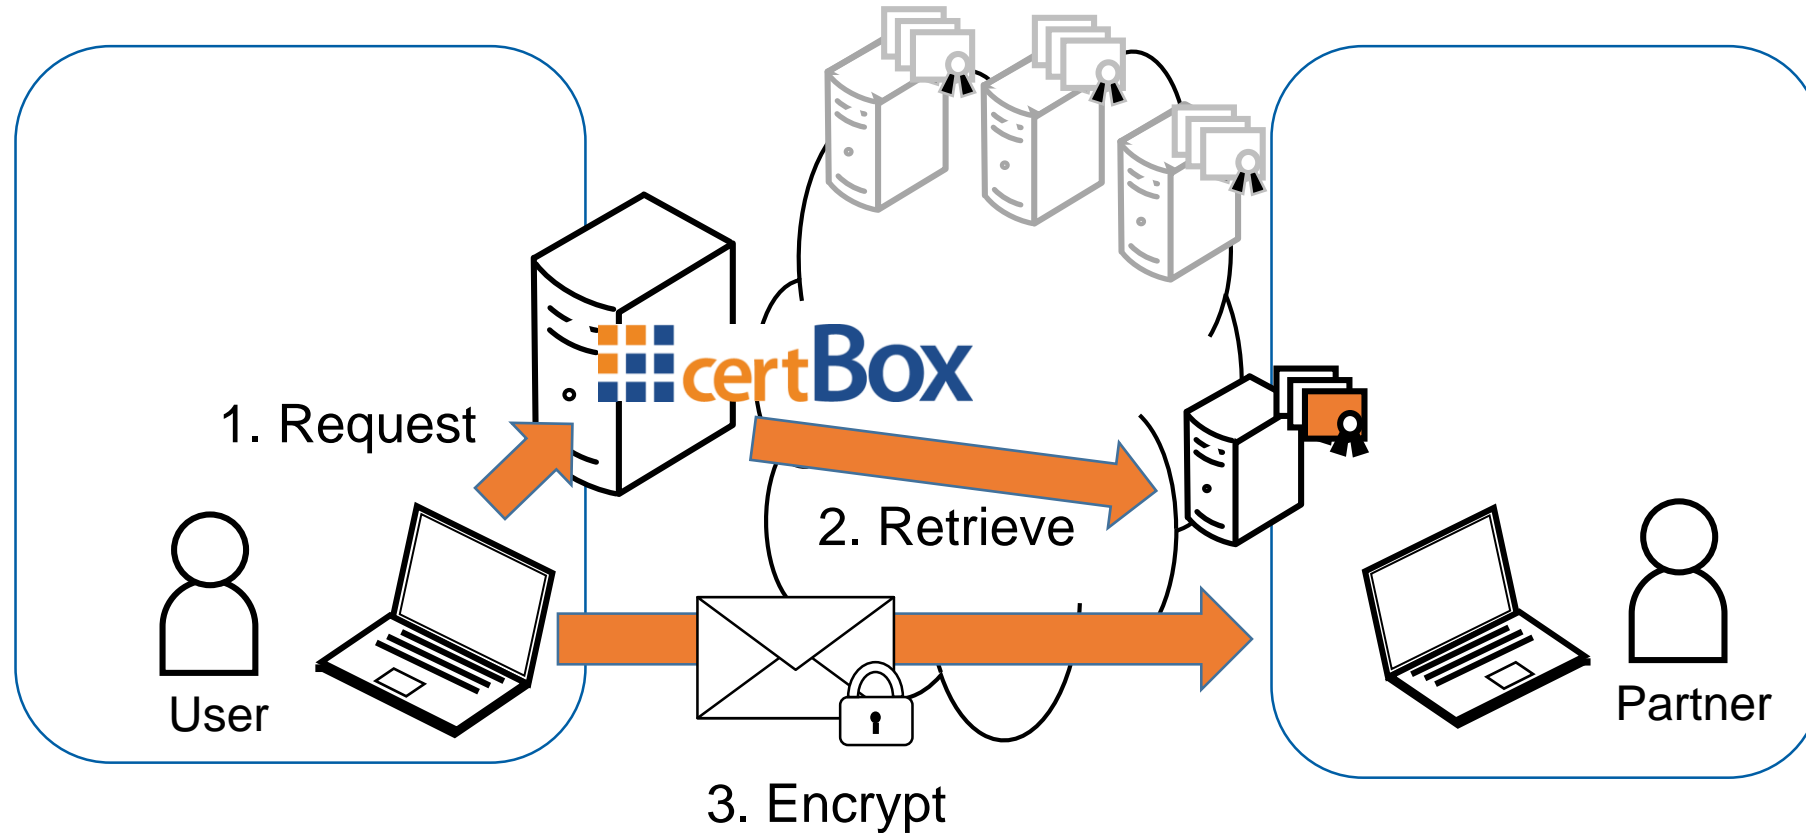 certBox
1. Request
2. Retrieve
User
Partner
3. Encrypt